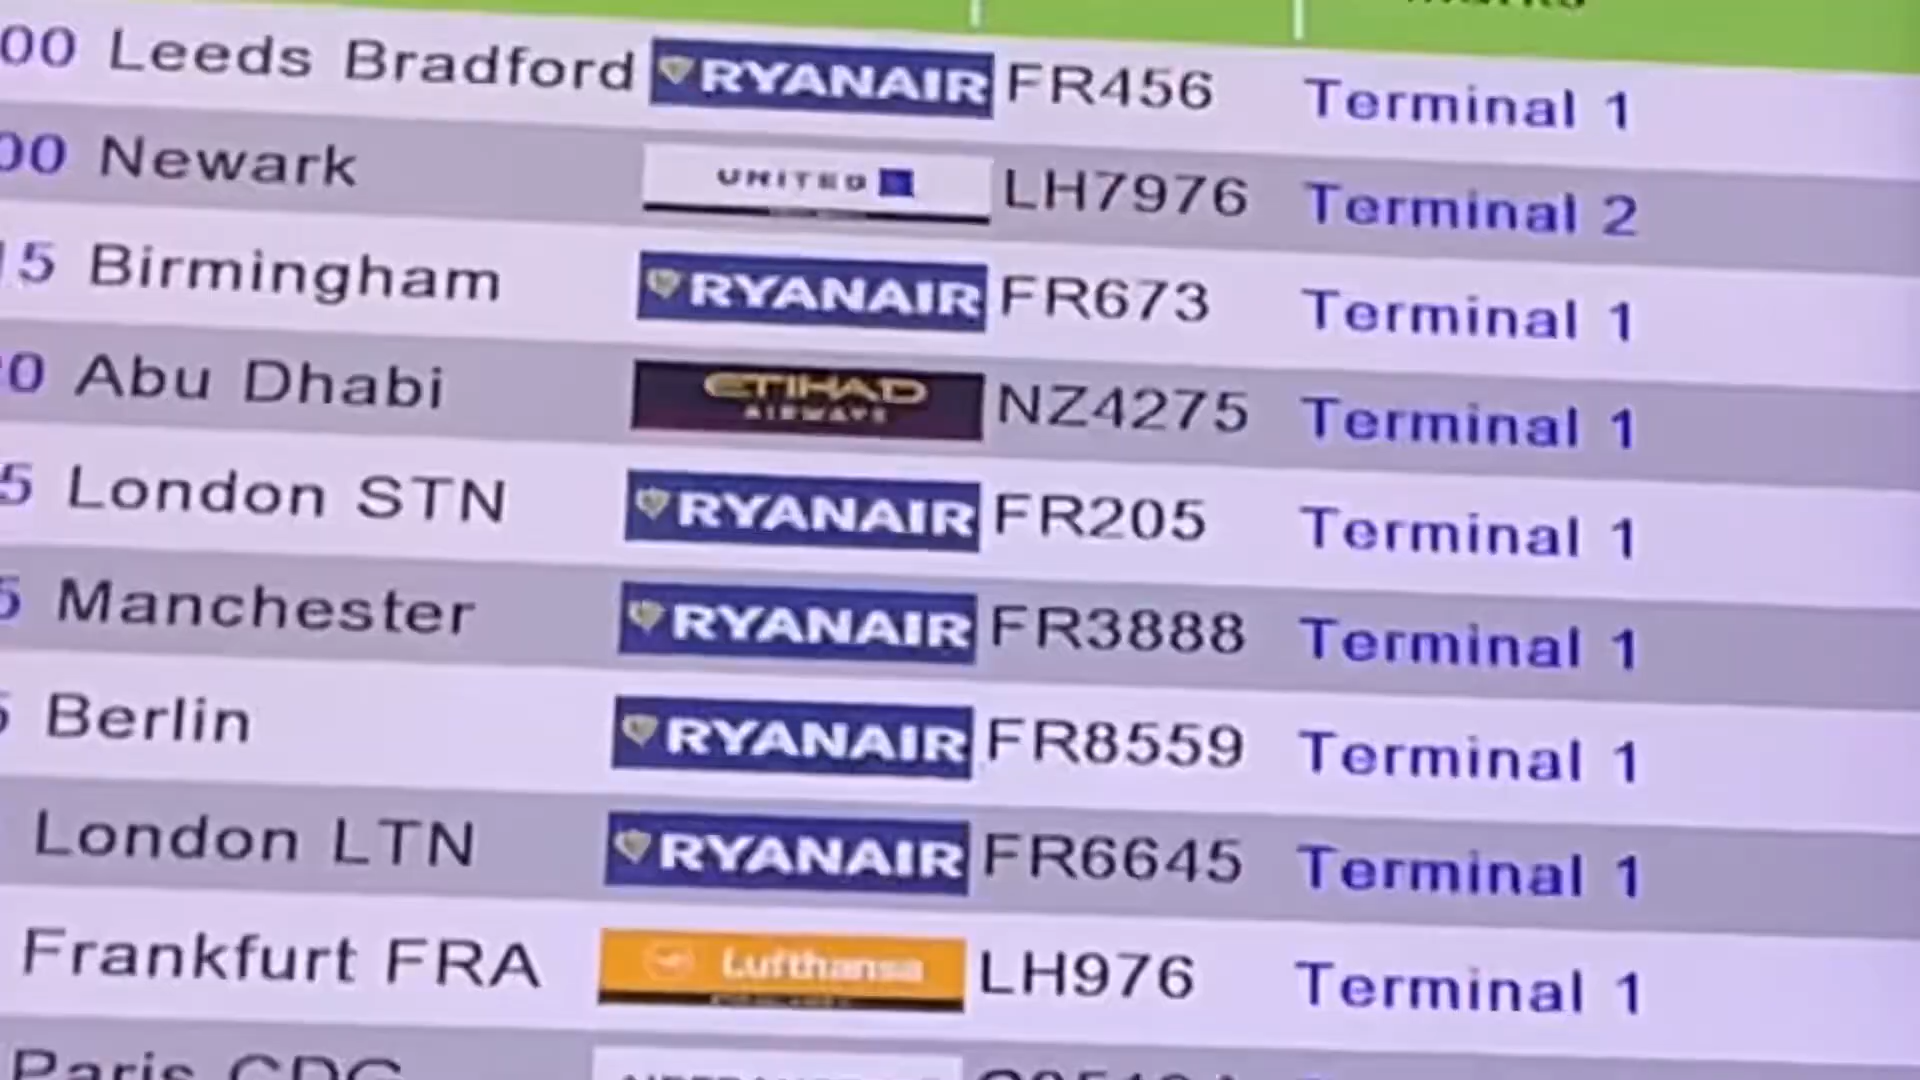 00 Leeds Bradford RYANAIR FR456 Terminal 1
00 Newark UNITED LH7976 Terminal 2
15 Birmingham RYANAIR FR673 Terminal 1
0 Abu Dhabi ETIHAD AIRWAYS NZ4275 Terminal 1
5 London STN RYANAIR FR205 Terminal 1
5 Manchester RYANAIR FR3888 Terminal 1
5 Berlin RYANAIR FR8559 Terminal 1
London LTN RYANAIR FR6645 Terminal 1
Frankfurt FRA Lufthansa LH976 Terminal 1
Paris CDG